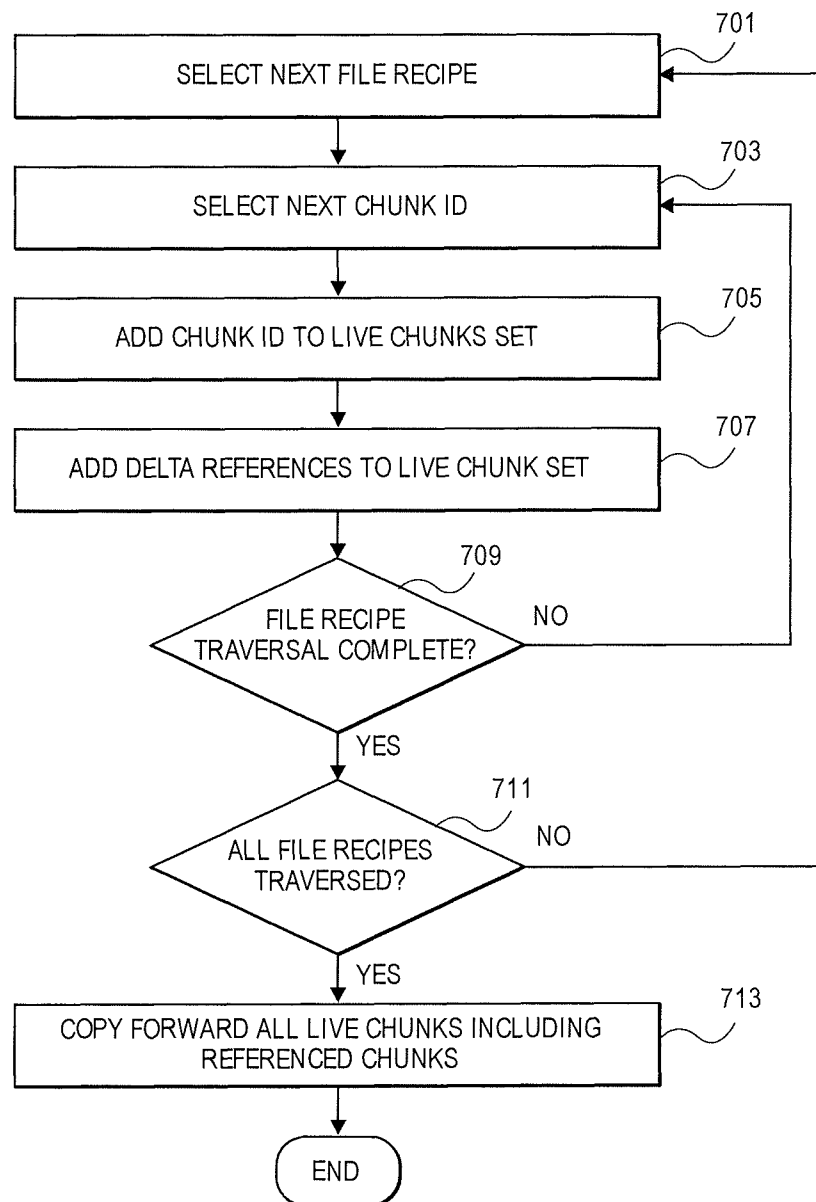 701
SELECT NEXT FILE RECIPE
703
SELECT NEXT CHUNK ID
705
ADD CHUNK ID TO LIVE CHUNKS SET
707
ADD DELTA REFERENCES TO LIVE CHUNK SET
709
FILE RECIPE
TRAVERSAL COMPLETE?
NO
YES
711
ALL FILE RECIPES
TRAVERSED?
NO
YES
713
COPY FORWARD ALL LIVE CHUNKS INCLUDING
REFERENCED CHUNKS
END